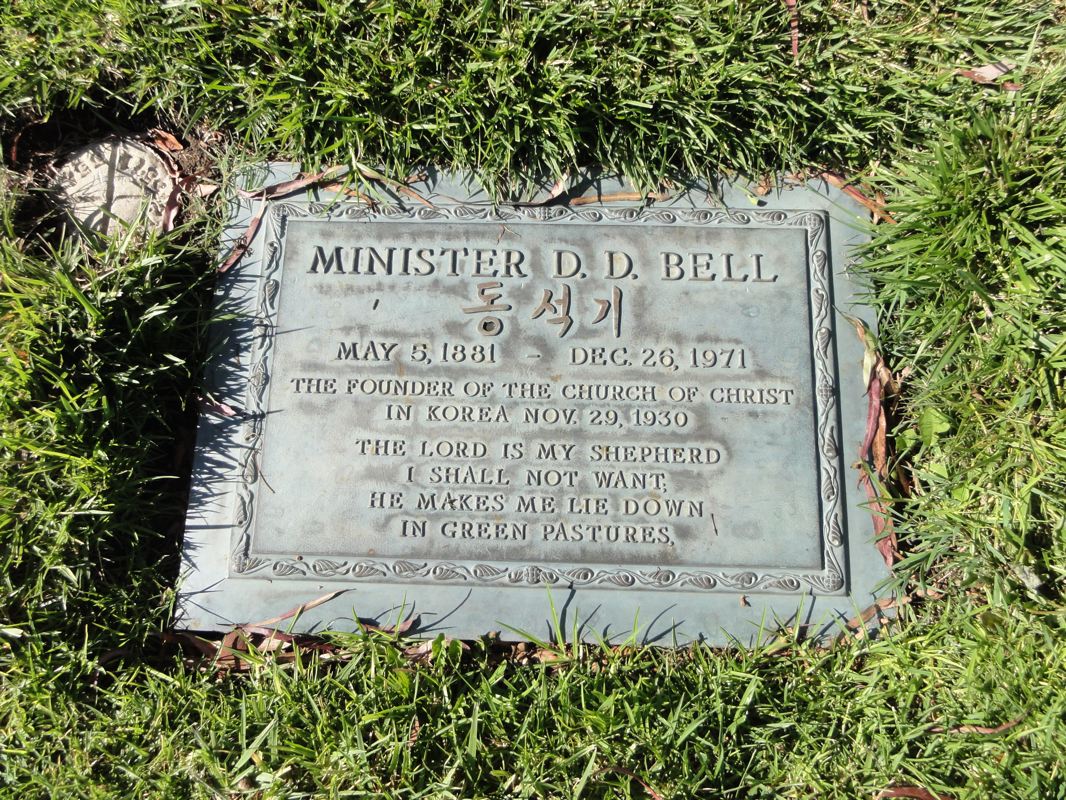 MINISTER D. D. BELL
동석기
MAY 5, 1881 - DEC. 26, 1971
THE FOUNDER OF THE CHURCH OF CHRIST
IN KOREA NOV. 29, 1930
THE LORD IS MY SHEPHERD
I SHALL NOT WANT,
HE MAKES ME LIE DOWN
IN GREEN PASTURES.